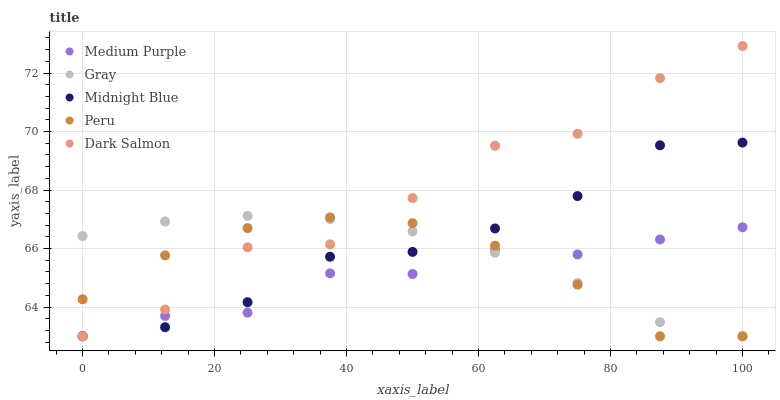 title
Medium Purple
Gray
Midnight Blue
Peru
Dark Salmon
yaxis_label
72
70
68
66
64
0
20
40
60
80
100
xaxis_label